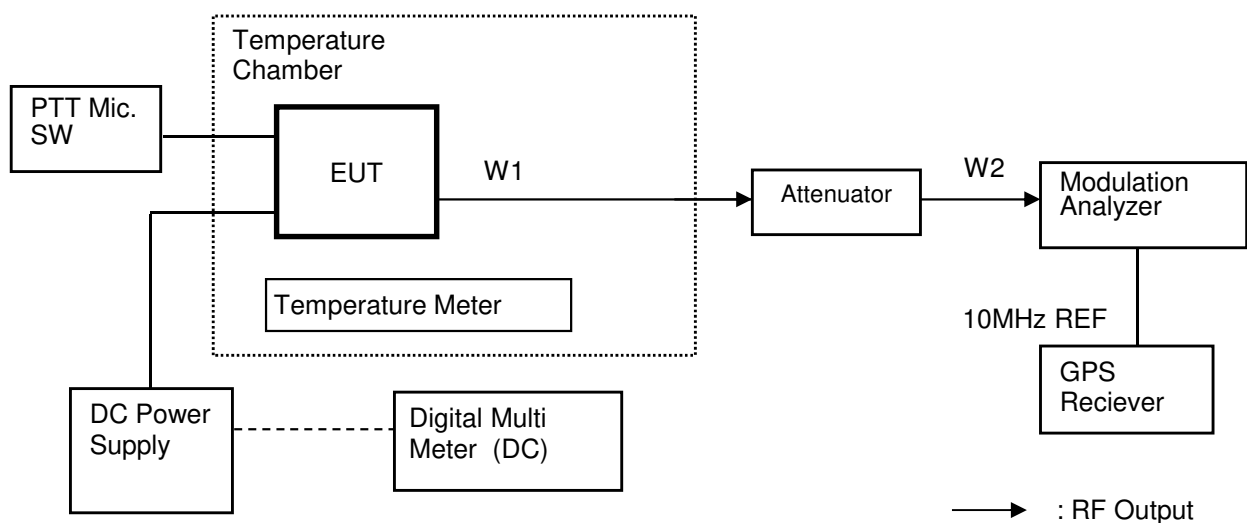 Temperature
Chamber
PTT Mic.
SW
EUT
W1
Attenuator
W2
Modulation
Analyzer
Temperature Meter
10MHz REF
GPS
Reciever
DC Power
Supply
Digital Multi
Meter (DC)
: RF Output